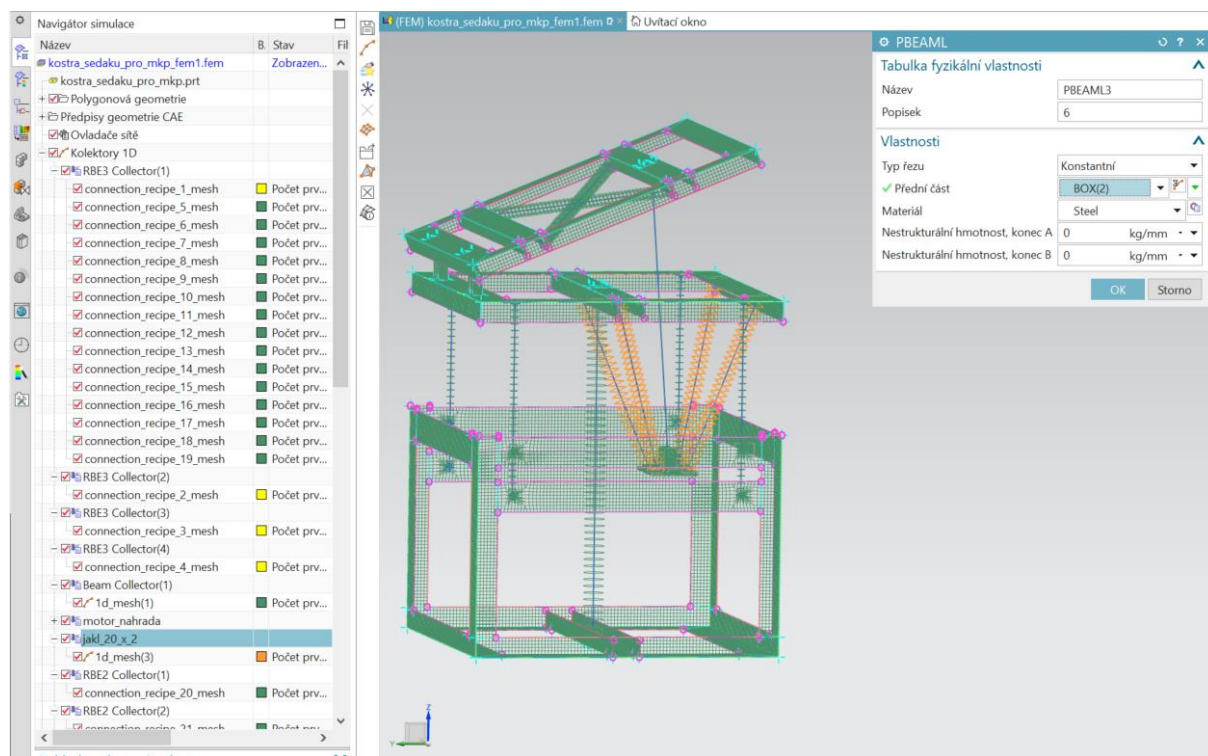 Navigátor simulace
Název B. Stav Fil
kostra_sedaku_pro_mkp_fem1.fem Zobrazen...
kostra_sedaku_pro_mkp.prt
Polygonová geometrie
Předpisy geometrie CAE
Ovladače sítě
Kolektory 1D
RBE3 Collector(1)
connection_recipe_1_mesh Počet prv...
connection_recipe_5_mesh Počet prv...
connection_recipe_6_mesh Počet prv...
connection_recipe_7_mesh Počet prv...
connection_recipe_8_mesh Počet prv...
connection_recipe_9_mesh Počet prv...
connection_recipe_10_mesh Počet prv...
connection_recipe_11_mesh Počet prv...
connection_recipe_12_mesh Počet prv...
connection_recipe_13_mesh Počet prv...
connection_recipe_14_mesh Počet prv...
connection_recipe_15_mesh Počet prv...
connection_recipe_16_mesh Počet prv...
connection_recipe_17_mesh Počet prv...
connection_recipe_18_mesh Počet prv...
connection_recipe_19_mesh Počet prv...
RBE3 Collector(2)
connection_recipe_2_mesh Počet prv...
RBE3 Collector(3)
connection_recipe_3_mesh Počet prv...
RBE3 Collector(4)
connection_recipe_4_mesh Počet prv...
Beam Collector(1)
1d_mesh(1) Počet prv...
motor_nahrada
jakl_20_x_2
1d_mesh(3) Počet prv...
RBE2 Collector(1)
connection_recipe_20_mesh Počet prv...
RBE2 Collector(2)
connection_recipe_21_mesh Počet prv...
(FEM) kostra_sedaku_pro_mkp_fem1.fem
Uvítací okno
PBEAML
Tabulka fyzikální vlastnosti
Název PBEAML3
Popisek 6
Vlastnosti
Typ řezu Konstantní
Přední část BOX(2)
Materiál Steel
Nestrukturální hmotnost, konec A 0 kg/mm
Nestrukturální hmotnost, konec B 0 kg/mm
OK Storno
Z
Y